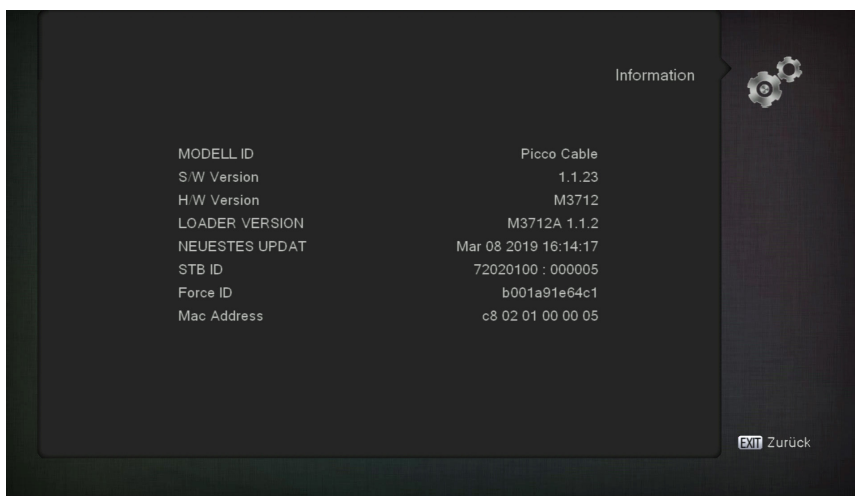 Information
MODELL ID Picco Cable
S/W Version 1.1.23
H/W Version M3712
LOADER VERSION M3712A 1.1.2
NEUESTES UPDAT Mar 08 2019 16:14:17
STB ID 72020100 : 000005
Force ID b001a91e64c1
Mac Address c8 02 01 00 00 05
EXIT Zurück